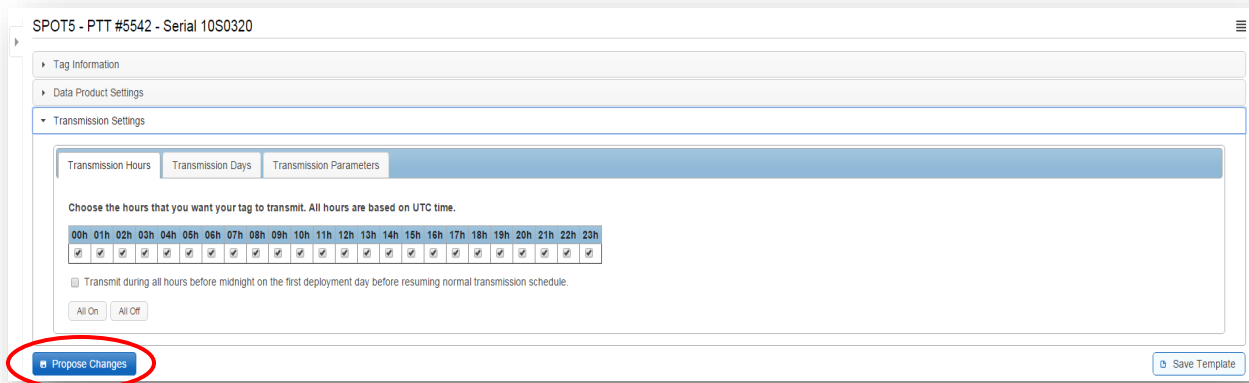 SPOT5 - PTT #5542 - Serial 10S0320
Tag Information
Data Product Settings
Transmission Settings
Transmission Hours Transmission Days Transmission Parameters
Choose the hours that you want your tag to transmit. All hours are based on UTC time.
00h 01h 02h 03h 04h 05h 06h 07h 08h 09h 10h 11h 12h 13h 14h 15h 16h 17h 18h 19h 20h 21h 22h 23h
Transmit during all hours before midnight on the first deployment day before resuming normal transmission schedule.
All On All Off
Propose Changes Save Template